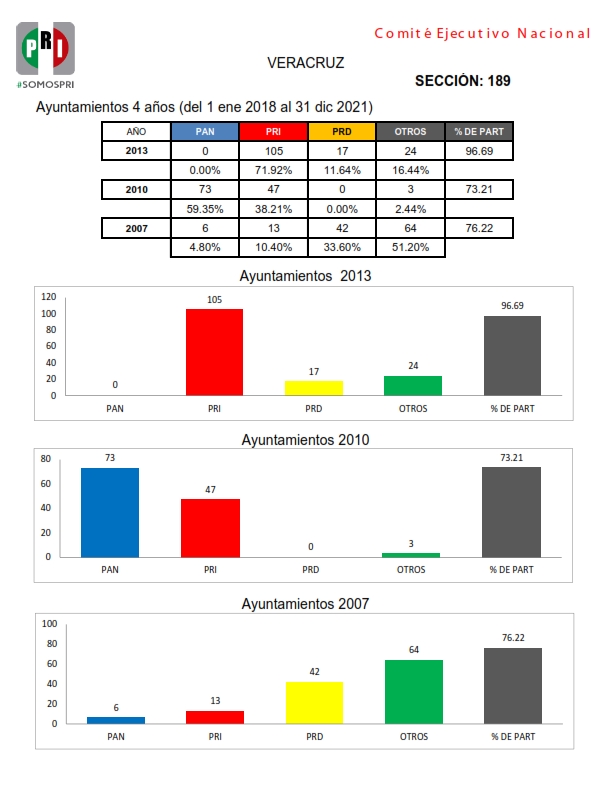 Comité Ejecutivo Nacional
PRI
#SOMOSPRI
VERACRUZ
SECCIÓN: 189
Ayuntamientos 4 años (del 1 ene 2018 al 31 dic 2021)
AÑO PAN PRI PRD OTROS % DE PART
2013 0 105 17 24 96.69
0.00% 71.92% 11.64% 16.44%
2010 73 47 0 3 73.21
59.35% 38.21% 0.00% 2.44%
2007 6 13 42 64 76.22
4.80% 10.40% 33.60% 51.20%
Ayuntamientos 2013
120
100
80
60
40
20
0
0 105 17 24 96.69
PAN PRI PRD OTROS % DE PART
Ayuntamientos 2010
80
60
40
20
0
73 47 0 3 73.21
PAN PRI PRD OTROS % DE PART
Ayuntamientos 2007
100
80
60
40
20
0
6 13 42 64 76.22
PAN PRI PRD OTROS % DE PART